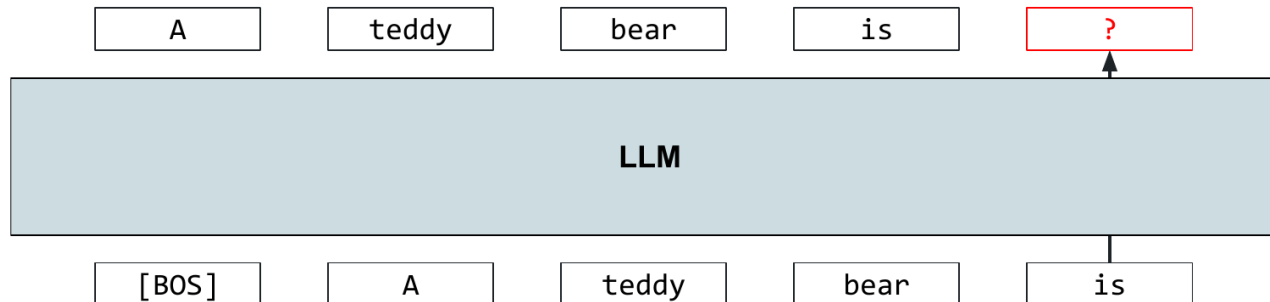 A teddy bear is ?
LLM
[BOS] A teddy bear is